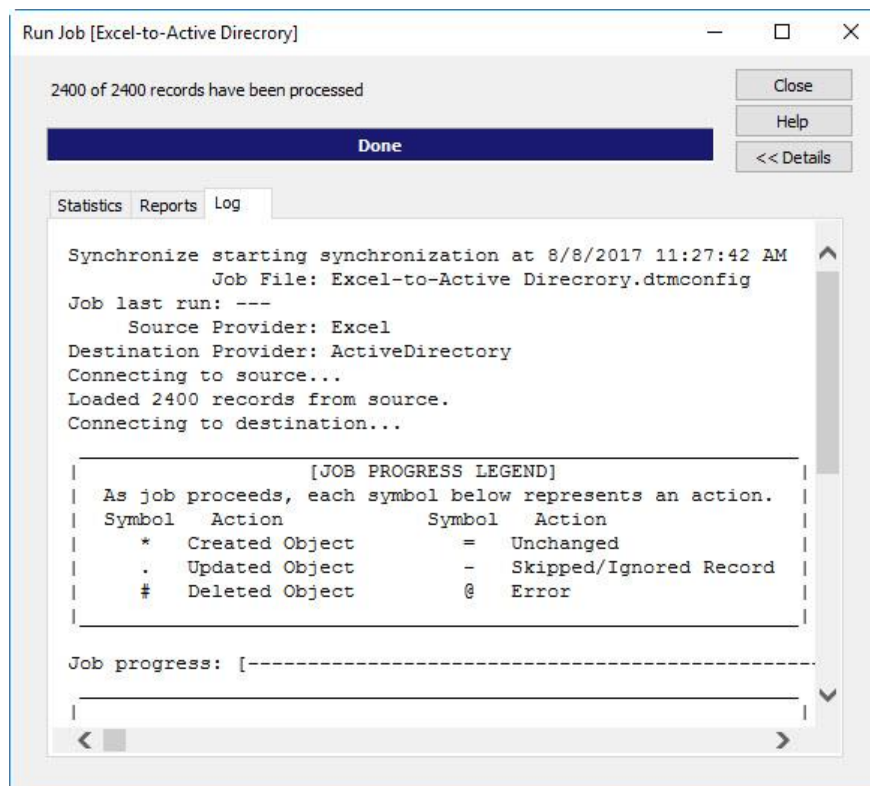 Run Job [Excel-to-Active Direcrory]
2400 of 2400 records have been processed
Close
Help
Done
<< Details
Statistics Reports Log
Synchronize starting synchronization at 8/8/2017 11:27:42 AM
Job File: Excel-to-Active Direcrory.dtmconfig
Job last run: ---
Source Provider: Excel
Destination Provider: ActiveDirectory
Connecting to source...
Loaded 2400 records from source.
Connecting to destination...
[JOB PROGRESS LEGEND]
As job proceeds, each symbol below represents an action.
Symbol Action Symbol Action
* Created Object = Unchanged
. Updated Object - Skipped/Ignored Record
# Deleted Object @ Error
Job progress: [-----------------------------------------------